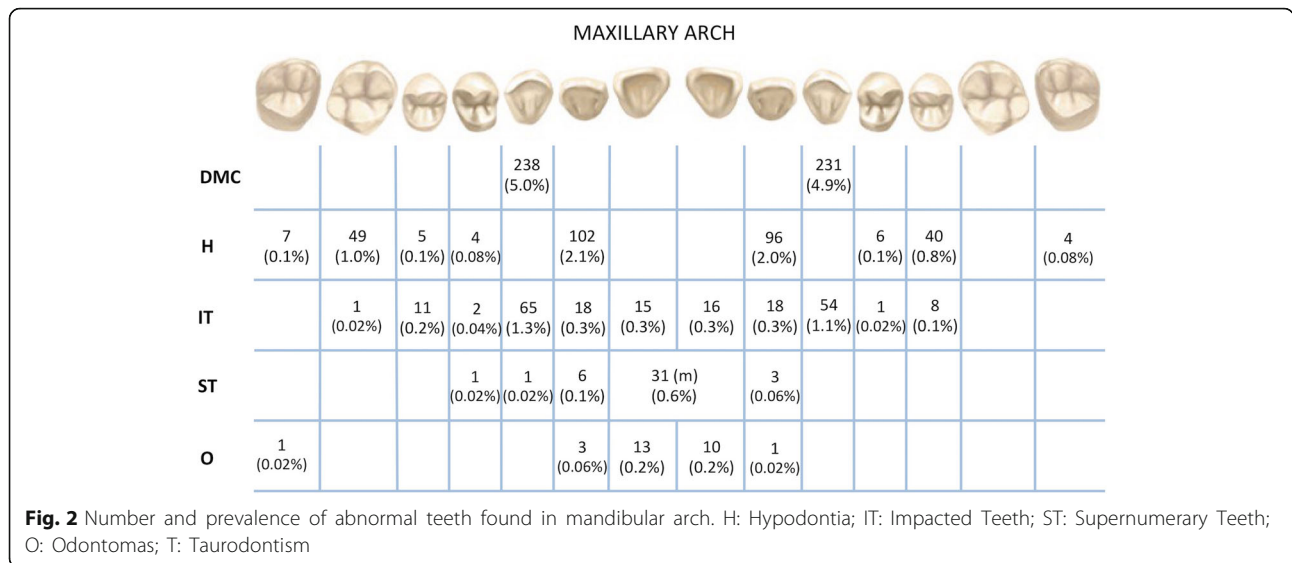 MAXILLARY ARCH
DMC 238 231
(5.0%) (4.9%)
H 7 49 5 4 102 96 6 40 4
(0.1%) (1.0%) (0.1%) (0.08%) (2.1%) (2.0%) (0.1%) (0.8%) (0.08%)
IT 1 11 2 65 18 15 16 18 54 1 8
(0.02%) (0.2%) (0.04%) (1.3%) (0.3%) (0.3%) (0.3%) (0.3%) (1.1%) (0.02%) (0.1%)
ST 1 1 6 31 (m) 3
(0.02%) (0.02%) (0.1%) (0.6%) (0.06%)
O 1 3 13 10 1
(0.02%) (0.06%) (0.2%) (0.2%) (0.02%)
Fig. 2 Number and prevalence of abnormal teeth found in mandibular arch. H: Hypodontia; IT: Impacted Teeth; ST: Supernumerary Teeth;
O: Odontomas; T: Taurodontism